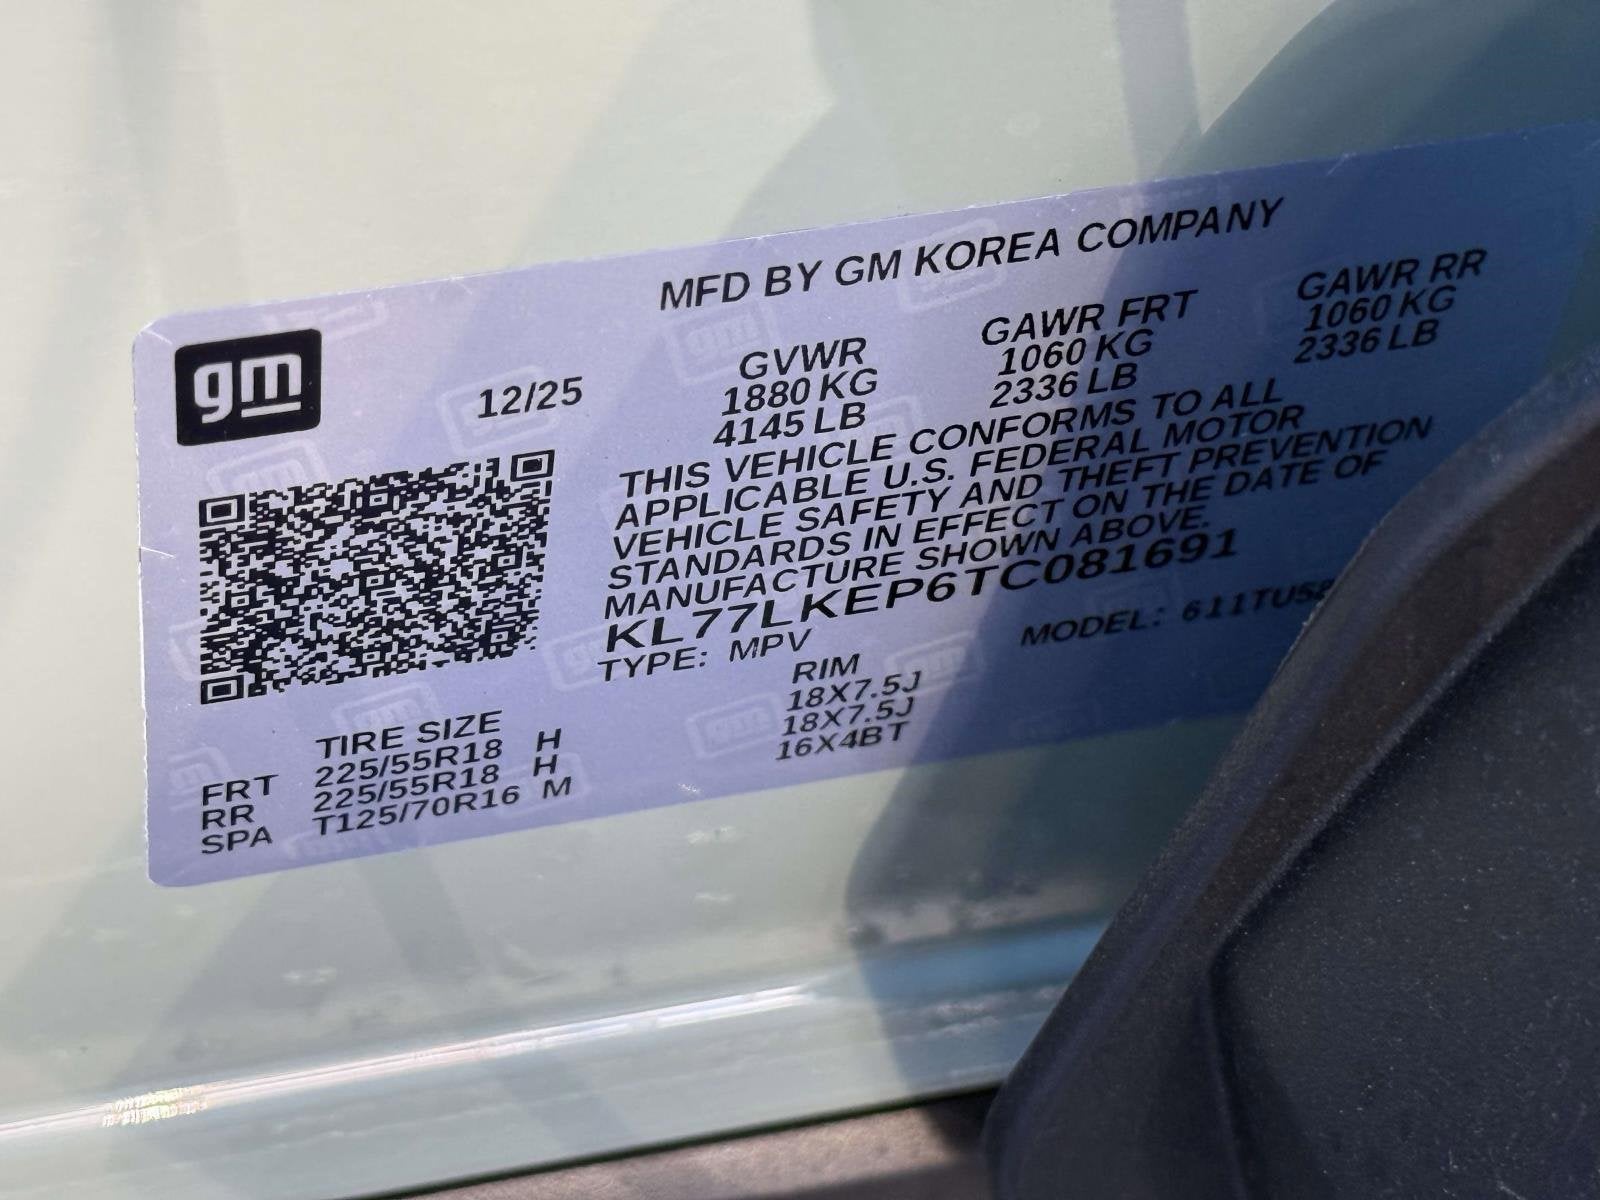 MFD BY GM KOREA COMPANY
gm
12/25
GVWR GAWR FRT GAWR RR
1880 KG 1060 KG 1060 KG
4145 LB 2336 LB 2336 LB
THIS VEHICLE CONFORMS TO ALL
APPLICABLE U.S. FEDERAL MOTOR
VEHICLE SAFETY AND THEFT PREVENTION
STANDARDS IN EFFECT ON THE DATE OF
MANUFACTURE SHOWN ABOVE.
KL77LKEP6TC081691
TYPE: MPV MODEL: 611TU58
TIRE SIZE RIM
FRT 225/55R18 H 18X7.5J
RR 225/55R18 H 18X7.5J
SPA T125/70R16 M 16X4BT